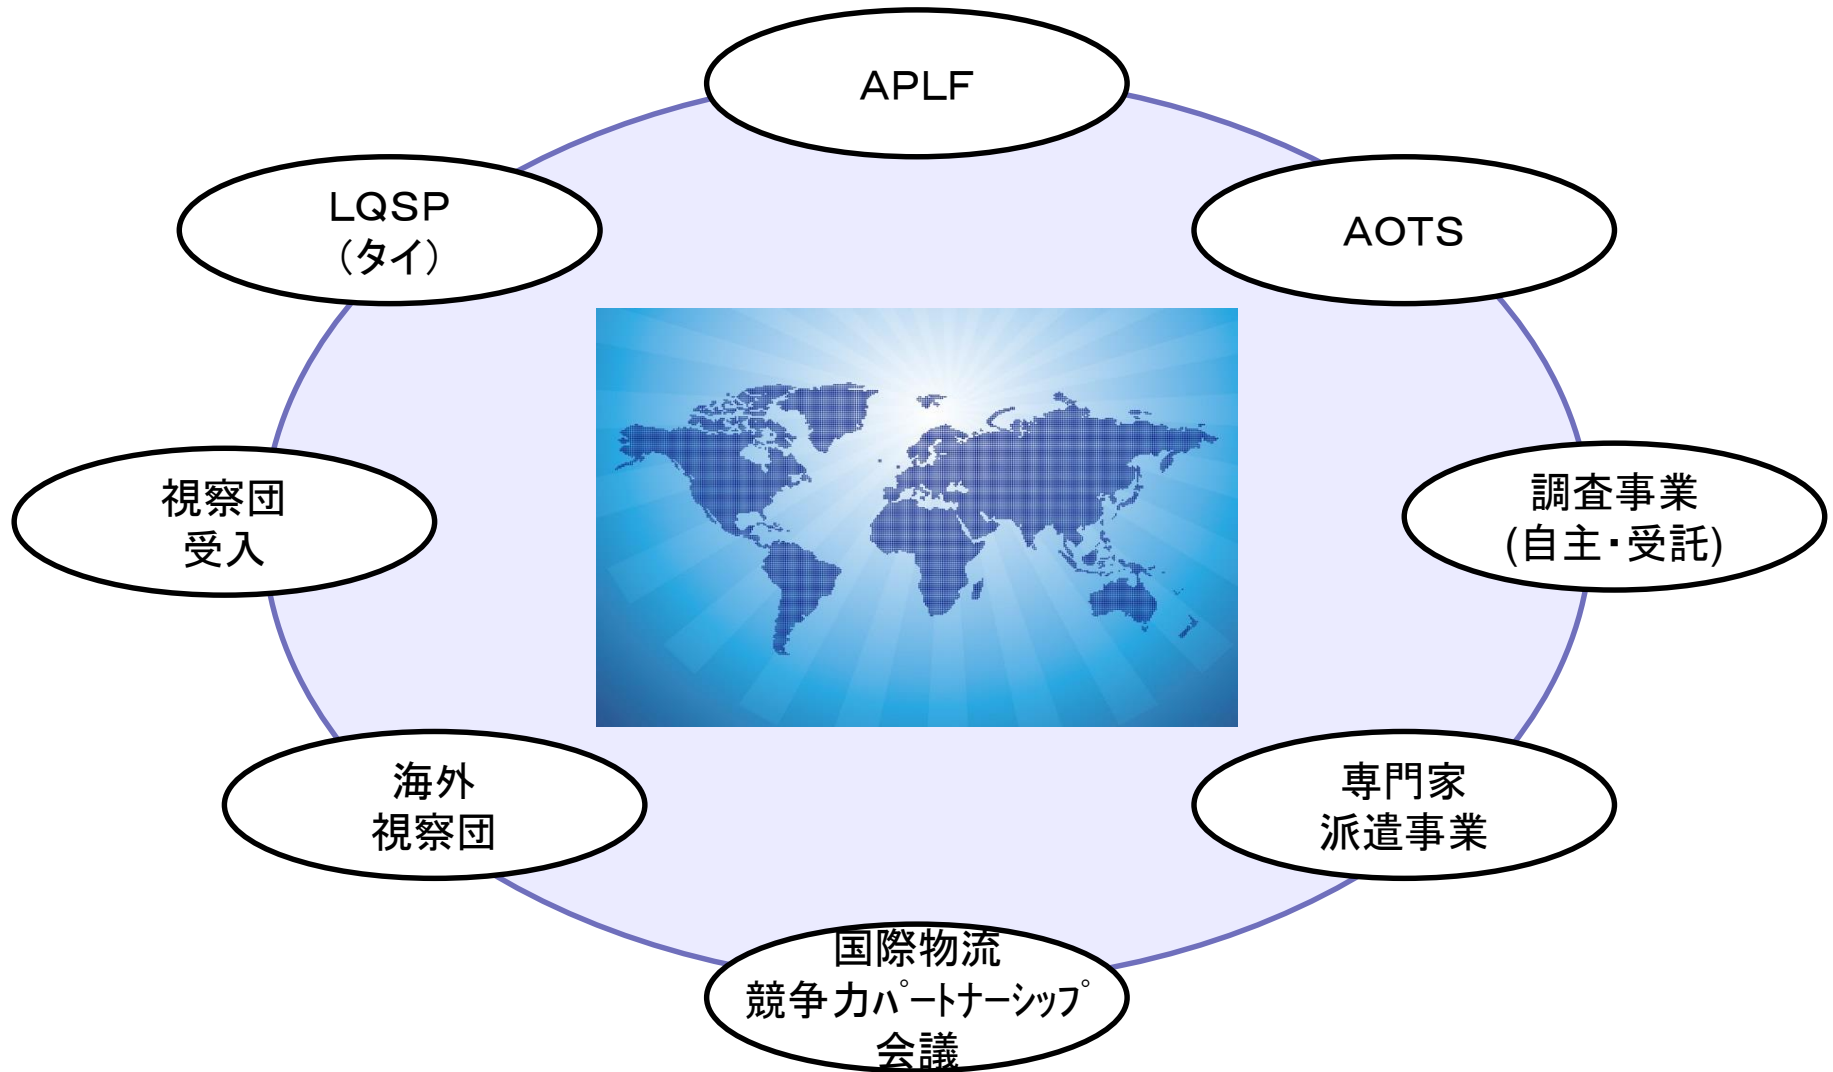 ＡＰＬＦ
ＬＱＳＰ
（タイ）
ＡＯＴＳ
視察団
受入
調査事業
(自主・受託)
海外
視察団
専門家
派遣事業
国際物流
競争力ﾊﾟｰﾄﾅｰｼｯﾌﾟ
会議